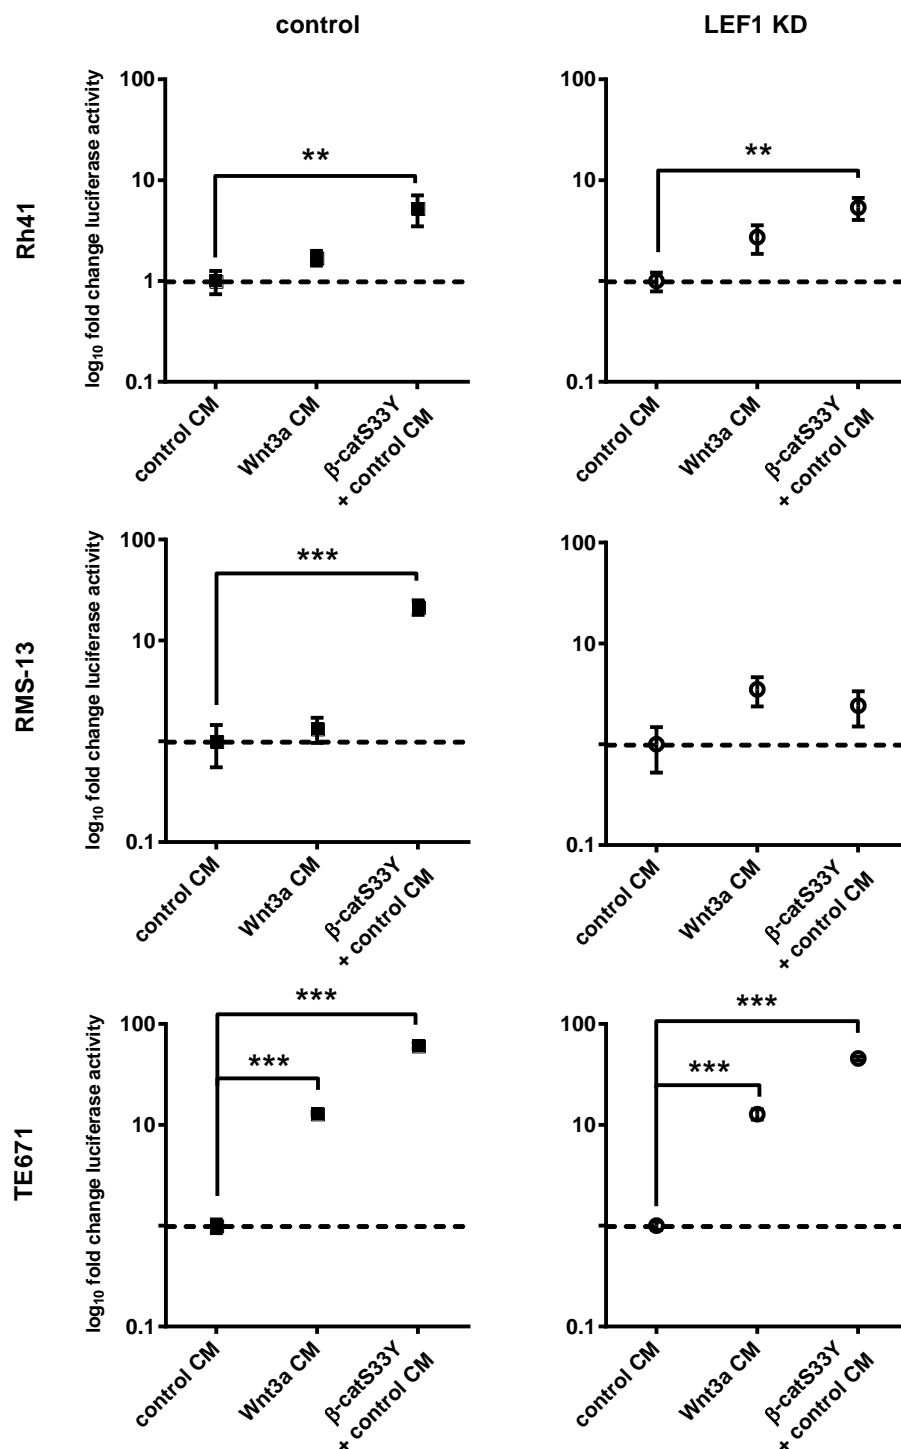 control
LEF1 KD
Rh41
log₁₀ fold change luciferase activity
100
10
1
0.1
**
control CM
Wnt3a CM
β-catS33Y
+ control CM
100
10
0.1
**
control CM
Wnt3a CM
β-catS33Y
+ control CM
RMS-13
log₁₀ fold change luciferase activity
100
10
0.1
***
control CM
Wnt3a CM
β-catS33Y
+ control CM
100
10
0.1
control CM
Wnt3a CM
β-catS33Y
+ control CM
TE671
log₁₀ fold change luciferase activity
100
10
0.1
***
***
control CM
Wnt3a CM
β-catS33Y
+ control CM
100
10
0.1
***
***
control CM
Wnt3a CM
β-catS33Y
+ control CM